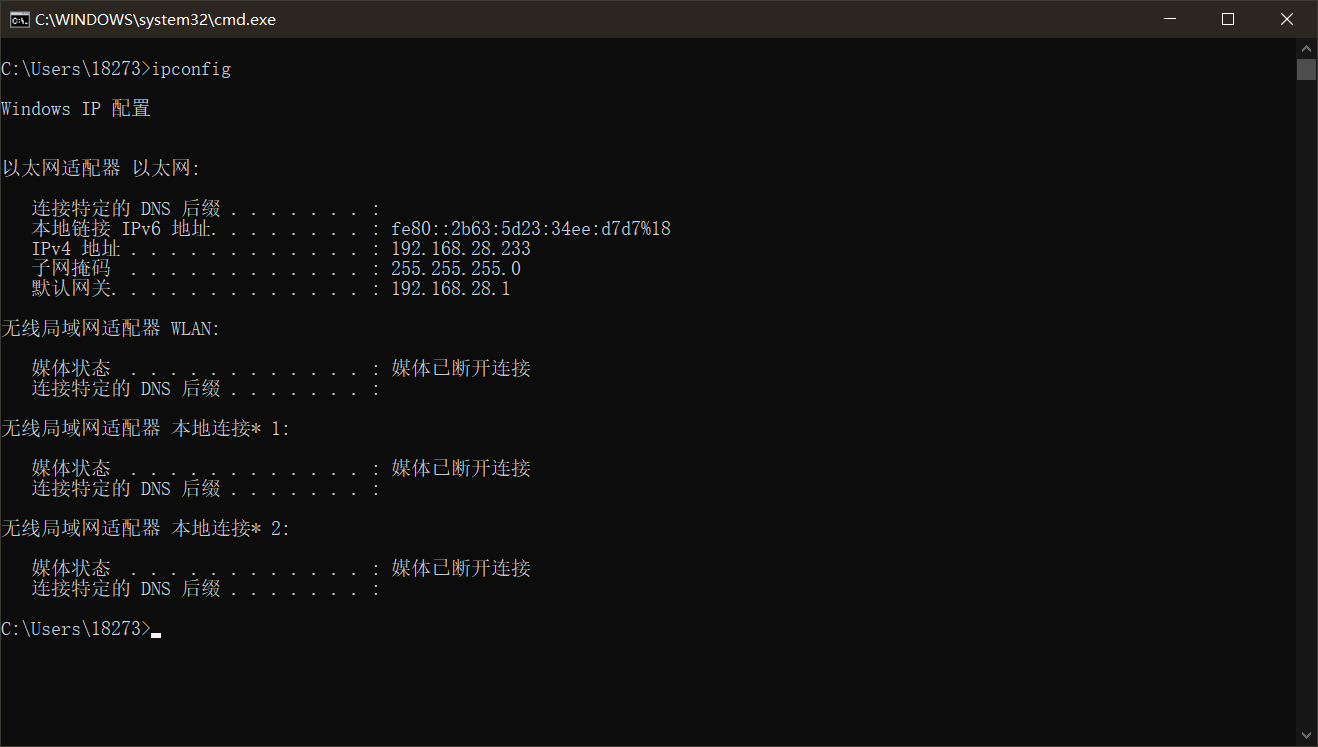 C:\WINDOWS\system32\cmd.exe
C:\Users\18273>ipconfig
Windows IP 配置
以太网适配器 以太网:
连接特定的 DNS 后缀 . . . . . . . :
本地链接 IPv6 地址. . . . . . . . : fe80::2b63:5d23:34ee:d7d7%18
IPv4 地址 . . . . . . . . . . . . : 192.168.28.233
子网掩码  . . . . . . . . . . . . : 255.255.255.0
默认网关. . . . . . . . . . . . . : 192.168.28.1
无线局域网适配器 WLAN:
媒体状态  . . . . . . . . . . . . : 媒体已断开连接
连接特定的 DNS 后缀 . . . . . . . :
无线局域网适配器 本地连接* 1:
媒体状态  . . . . . . . . . . . . : 媒体已断开连接
连接特定的 DNS 后缀 . . . . . . . :
无线局域网适配器 本地连接* 2:
媒体状态  . . . . . . . . . . . . : 媒体已断开连接
连接特定的 DNS 后缀 . . . . . . . :
C:\Users\18273>